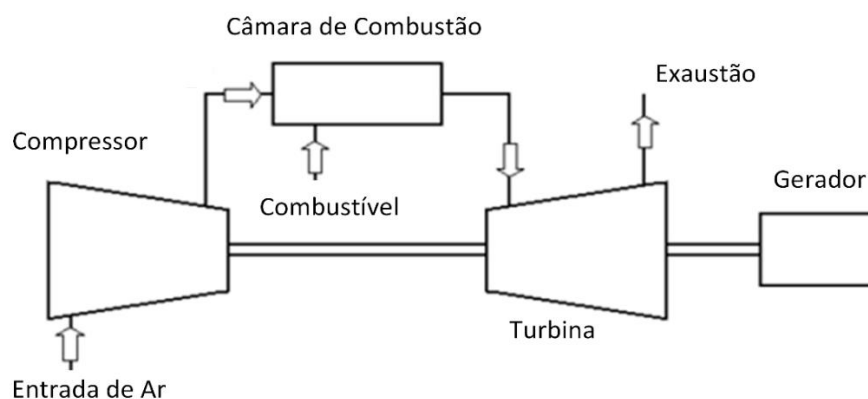 Câmara de Combustão
Exaustão
Compressor
Gerador
Combustível
Turbina
Entrada de Ar